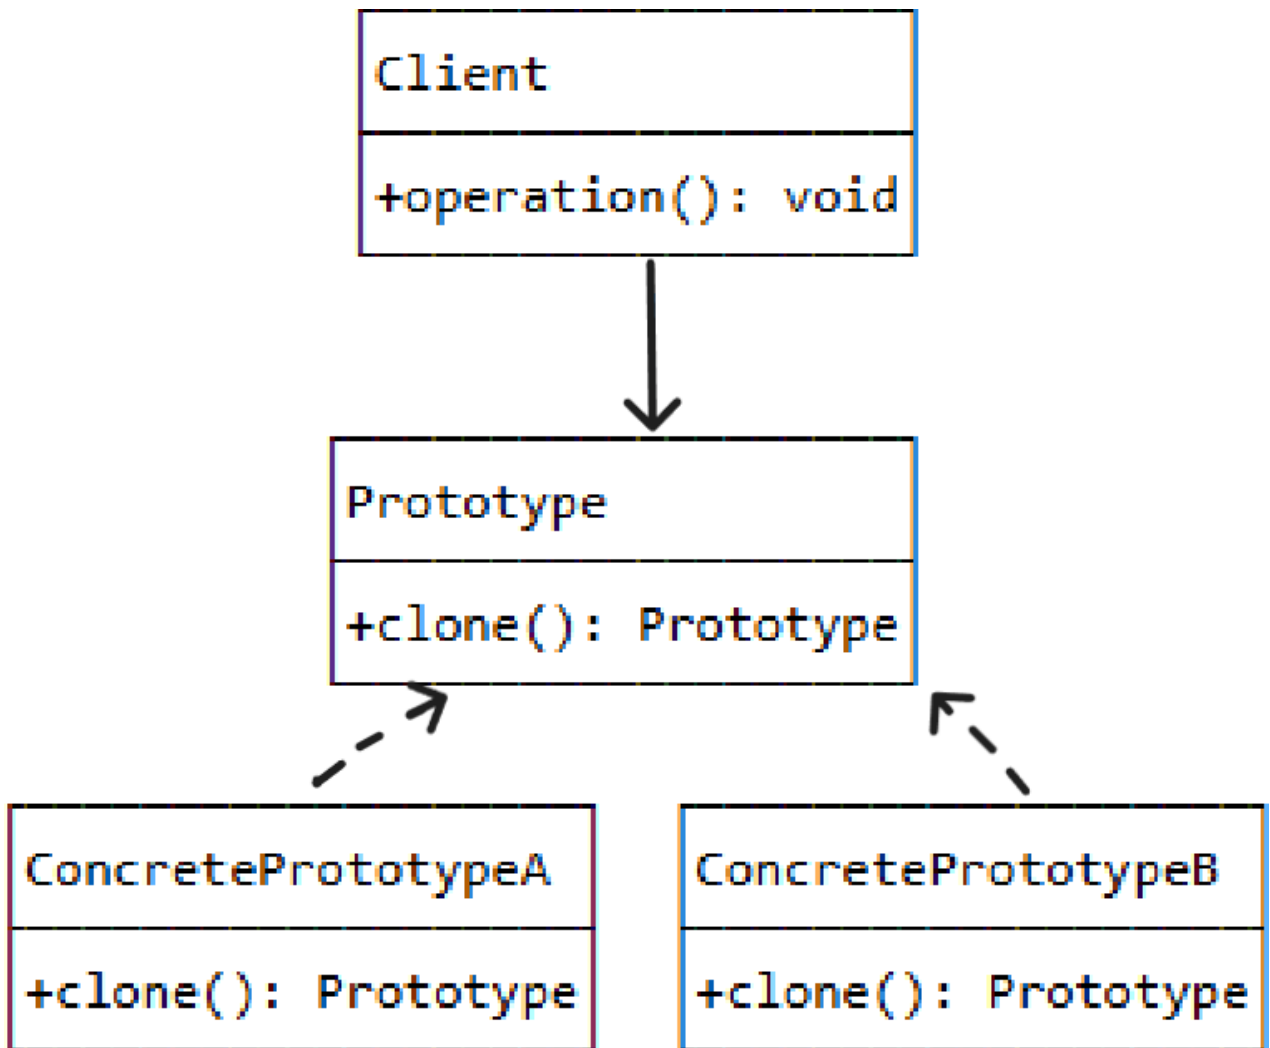 Client
+operation(): void
Prototype
+clone(): Prototype
ConcretePrototypeA
+clone(): Prototype
ConcretePrototypeB
+clone(): Prototype